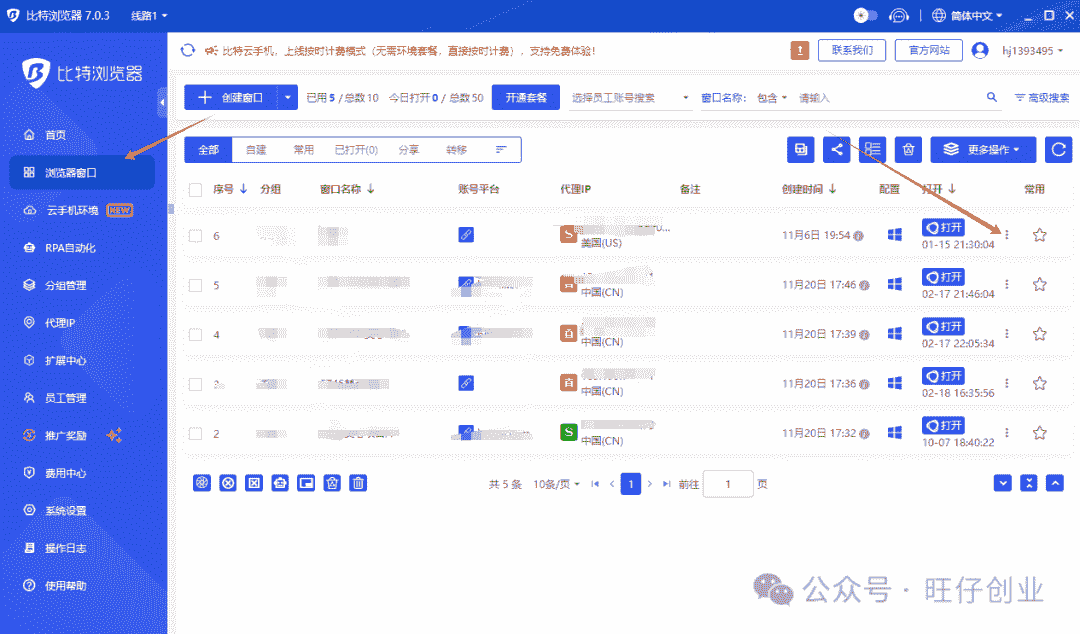 比特浏览器 7.0.3 线路1 简体中文
比特浏览器
比特云手机，上线按时计费模式（无需环境套餐，直接按时计费），支持免费体验！
联系我们 官方网站 hj1393495
创建窗口 已用 5 / 总数 10 今日打开 0 / 总数 50 开通套餐 选择员工账号搜索 窗口名称: 包含 请输入 高级搜索
首页
浏览器窗口
云手机环境 NEW
RPA自动化
分组管理
代理IP
扩展中心
员工管理
推广奖励
费用中心
系统设置
操作日志
使用帮助
全部 自建 常用 已打开(0) 分享 转移 更多操作
序号 分组 窗口名称 账号平台 代理IP 备注 创建时间 配置 打开 常用
6 S 美国(US) 11月6日 19:54 打开 01-15 21:30:04
5 中国(CN) 11月20日 17:46 打开 02-17 21:46:04
4 中国(CN) 11月20日 17:39 打开 02-17 22:05:34
中国(CN) 11月20日 17:36 打开 02-18 16:35:56
2 S 中国(CN) 11月20日 17:32 打开 10-07 18:40:22
共 5 条 10条/页 1 前往 1 页
公众号 · 旺仔创业